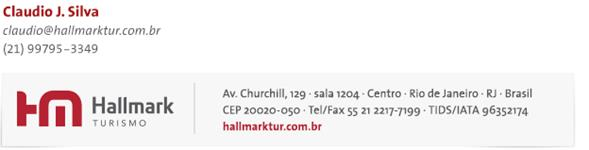 Claudio J. Silva
claudio@hallmarktur.com.br
(21) 99795-3349
Hallmark
TURISMO
Av. Churchill, 129 · sala 1204 · Centro · Rio de Janeiro · RJ · Brasil
CEP 20020-050 · Tel/Fax 55 21 2217-7199 · TIDS/IATA 96352174
hallmarktur.com.br